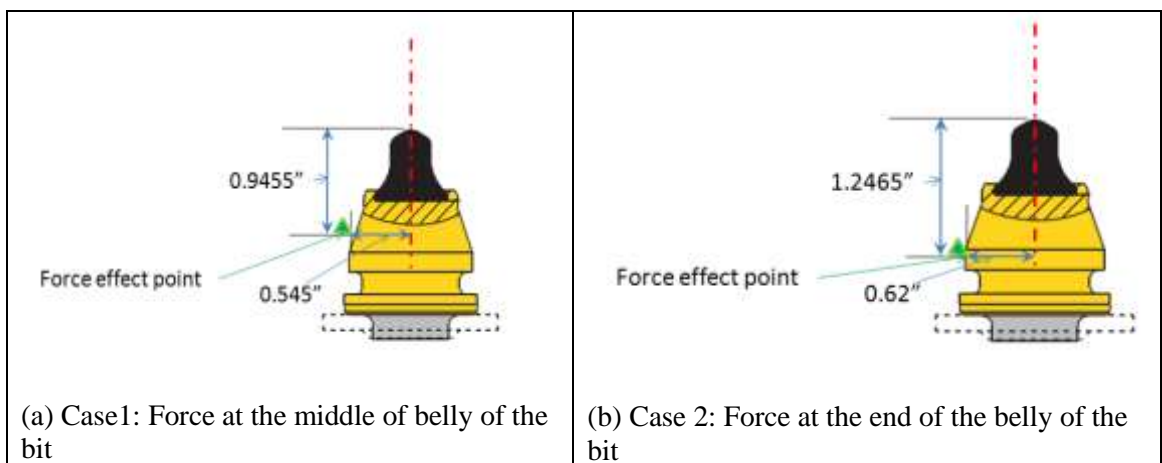 0.9455”
Force effect point
0.545”
(a) Case1: Force at the middle of belly of the
bit
1.2465”
Force effect point
0.62”
(b) Case 2: Force at the end of the belly of the
bit